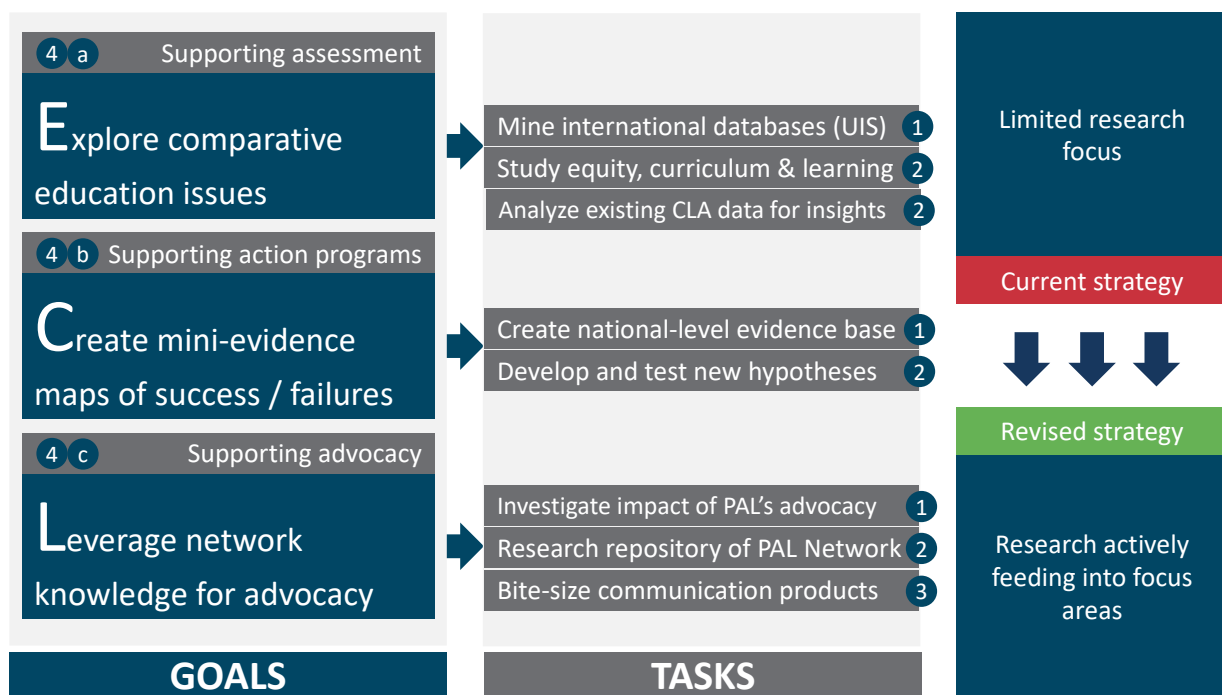 4 a Supporting assessment
Explore comparative
education issues
Mine international databases (UIS) 1
Study equity, curriculum & learning 2
Analyze existing CLA data for insights 2
4 b Supporting action programs
Create mini-evidence
maps of success / failures
Create national-level evidence base 1
Develop and test new hypotheses 2
4 c Supporting advocacy
Leverage network
knowledge for advocacy
Investigate impact of PAL's advocacy 1
Research repository of PAL Network 2
Bite-size communication products 3
GOALS
TASKS
Limited research
focus
Current strategy
Revised strategy
Research actively
feeding into focus
areas